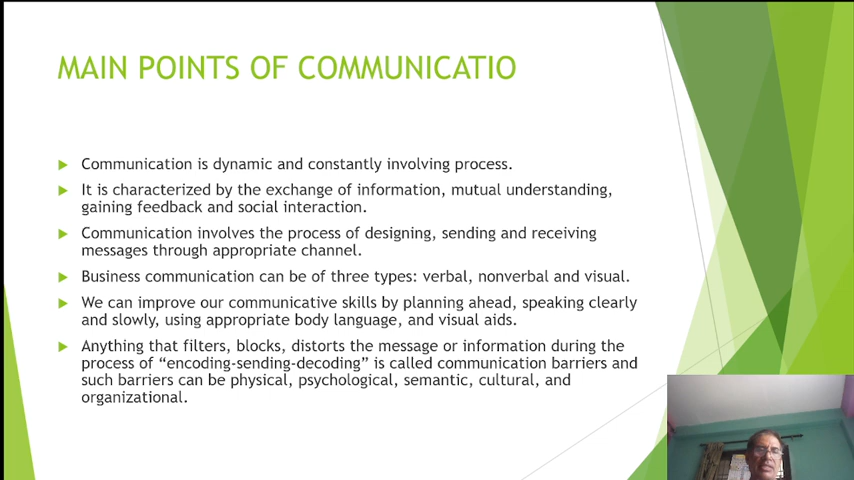 MAIN POINTS OF COMMUNICATIO
Communication is dynamic and constantly involving process.
It is characterized by the exchange of information, mutual understanding,
gaining feedback and social interaction.
Communication involves the process of designing, sending and receiving
messages through appropriate channel.
Business communication can be of three types: verbal, nonverbal and visual.
We can improve our communicative skills by planning ahead, speaking clearly
and slowly, using appropriate body language, and visual aids.
Anything that filters, blocks, distorts the message or information during the
process of “encoding-sending-decoding” is called communication barriers and
such barriers can be physical, psychological, semantic, cultural, and
organizational.